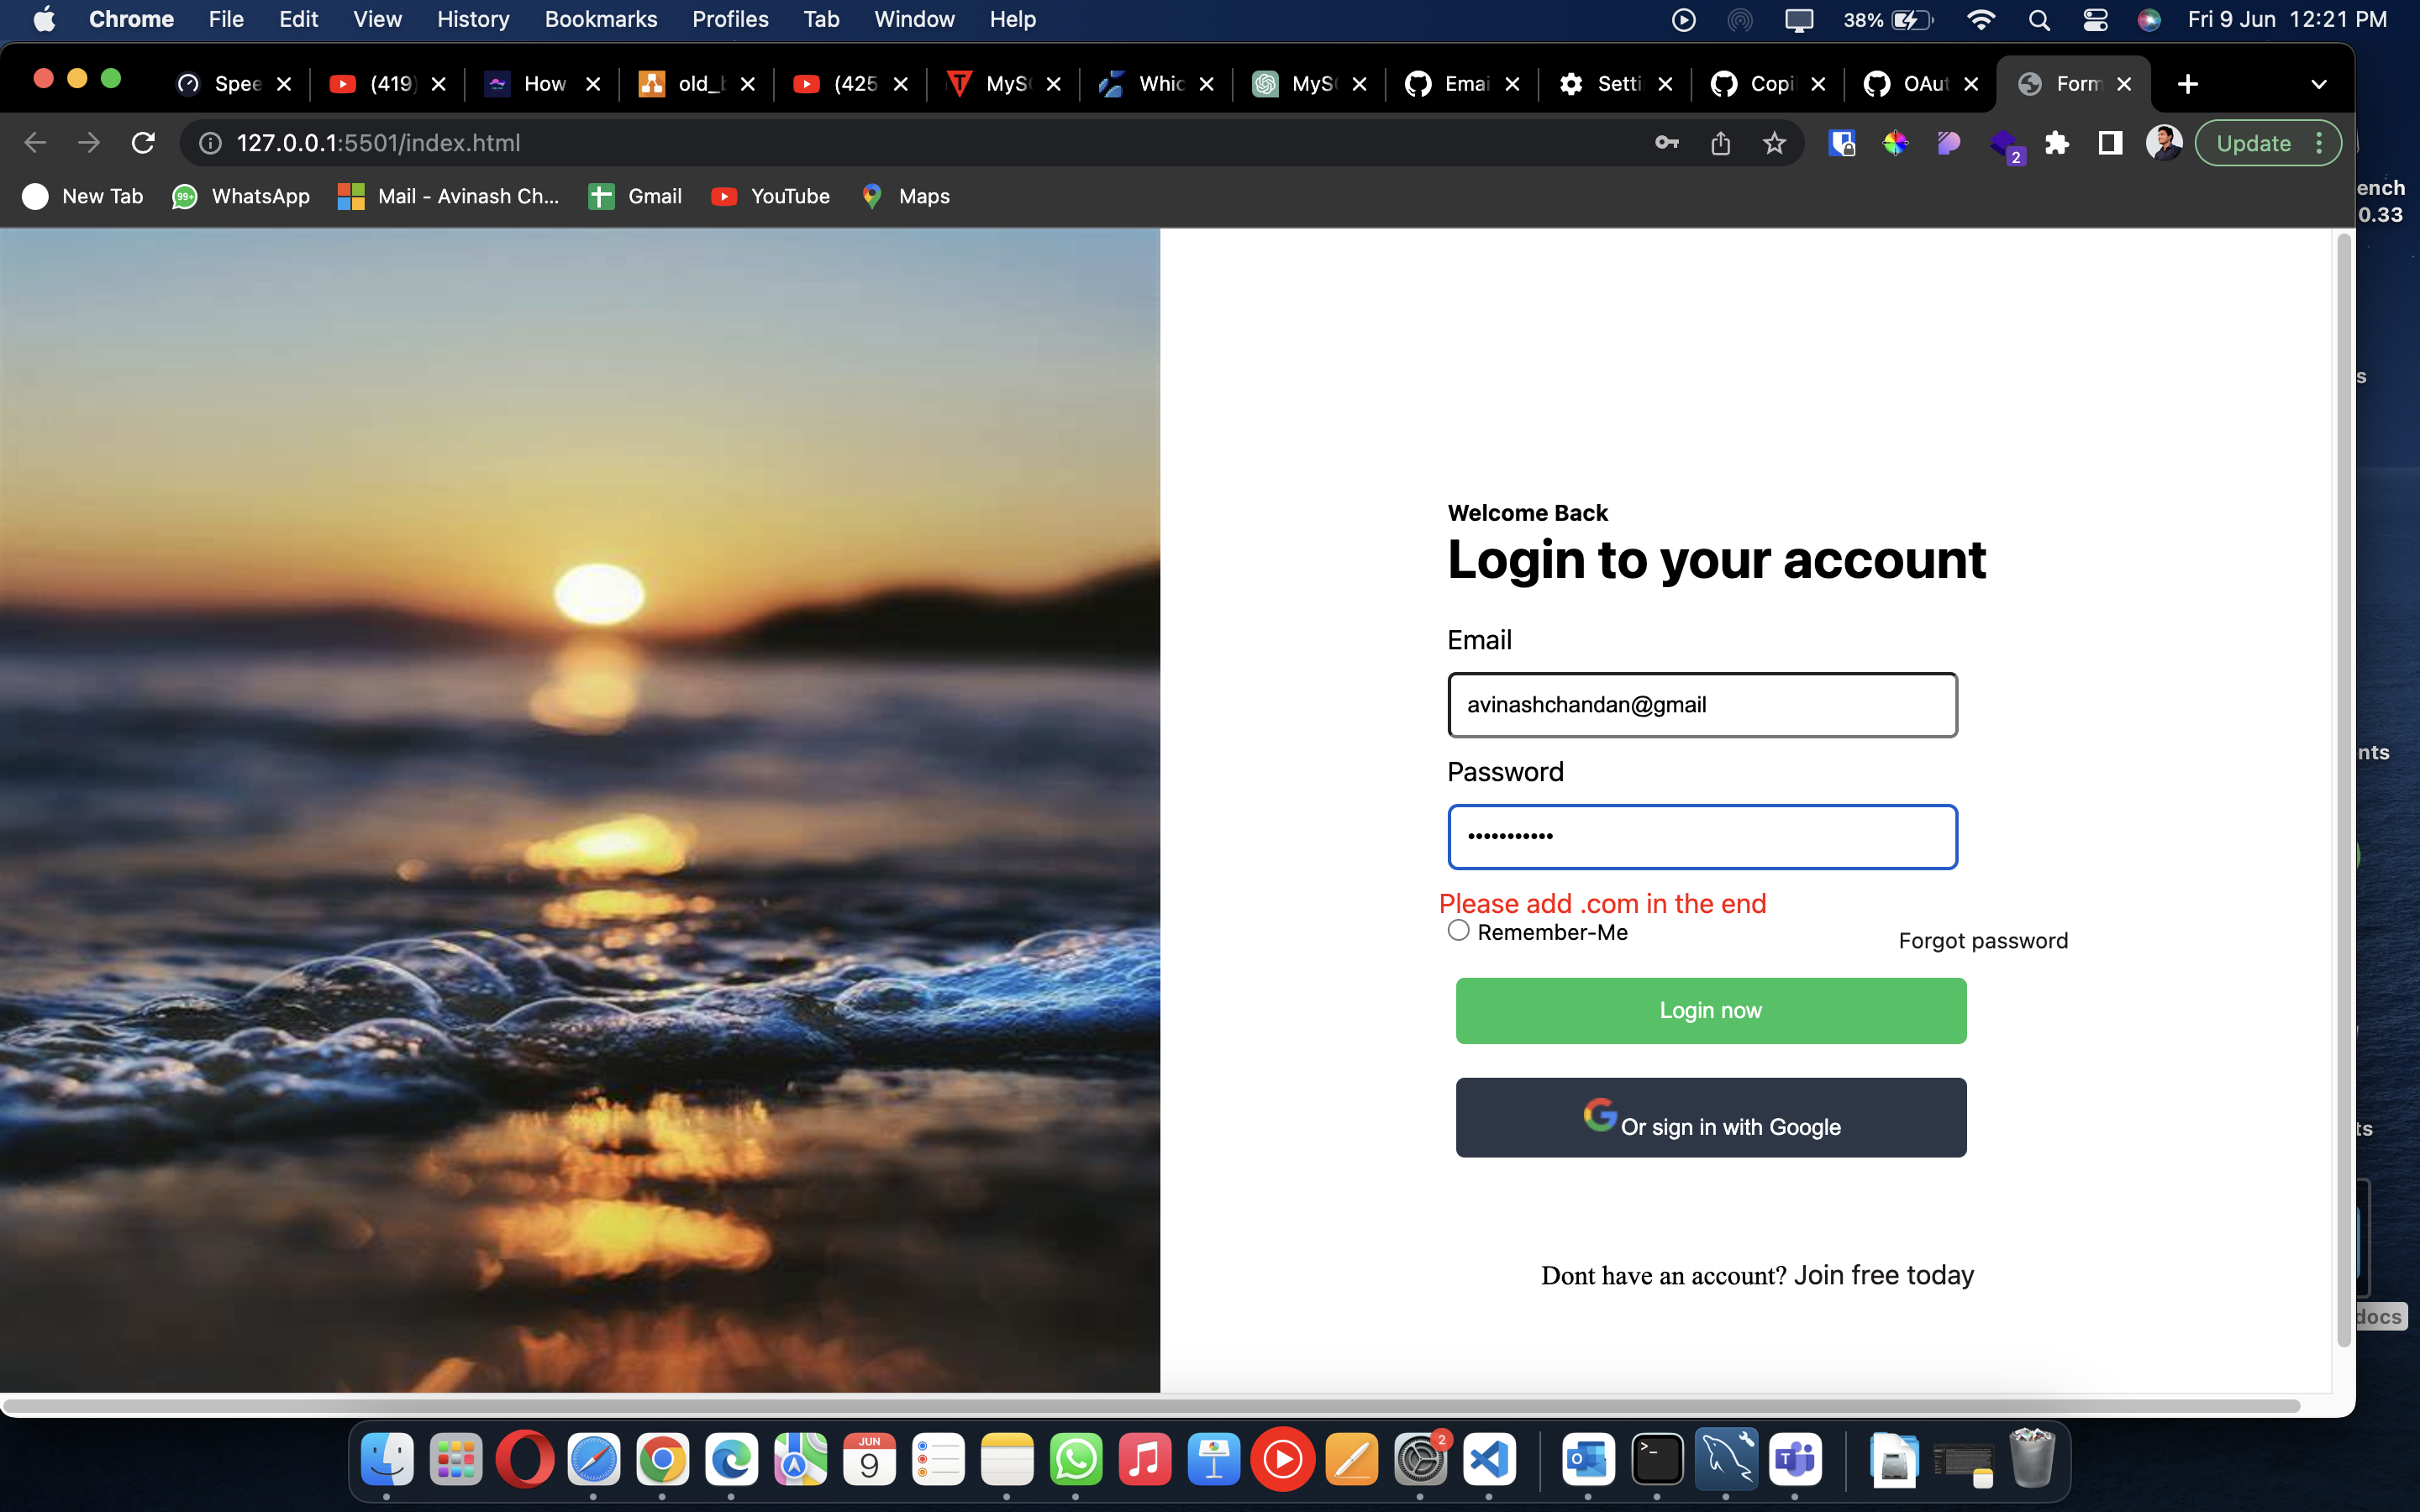 Chrome File Edit View History Bookmarks Profiles Tab Window Help 38% Fri 9 Jun 12:21 PM
Spee (419) How old_b (425 MyS Whic MyS Emai Setti Copi OAut Form
127.0.0.1:5501/index.html Update
2
New Tab 99+ WhatsApp Mail - Avinash Ch... Gmail YouTube Maps
ench
0.33
s
Welcome Back
Login to your account
Email
avinashchandan@gmail
nts
Password
•••••••••••
Please add .com in the end
Remember-Me
Forgot password
Login now
Or sign in with Google
ts
Dont have an account? Join free today
docs
JUN
9
2